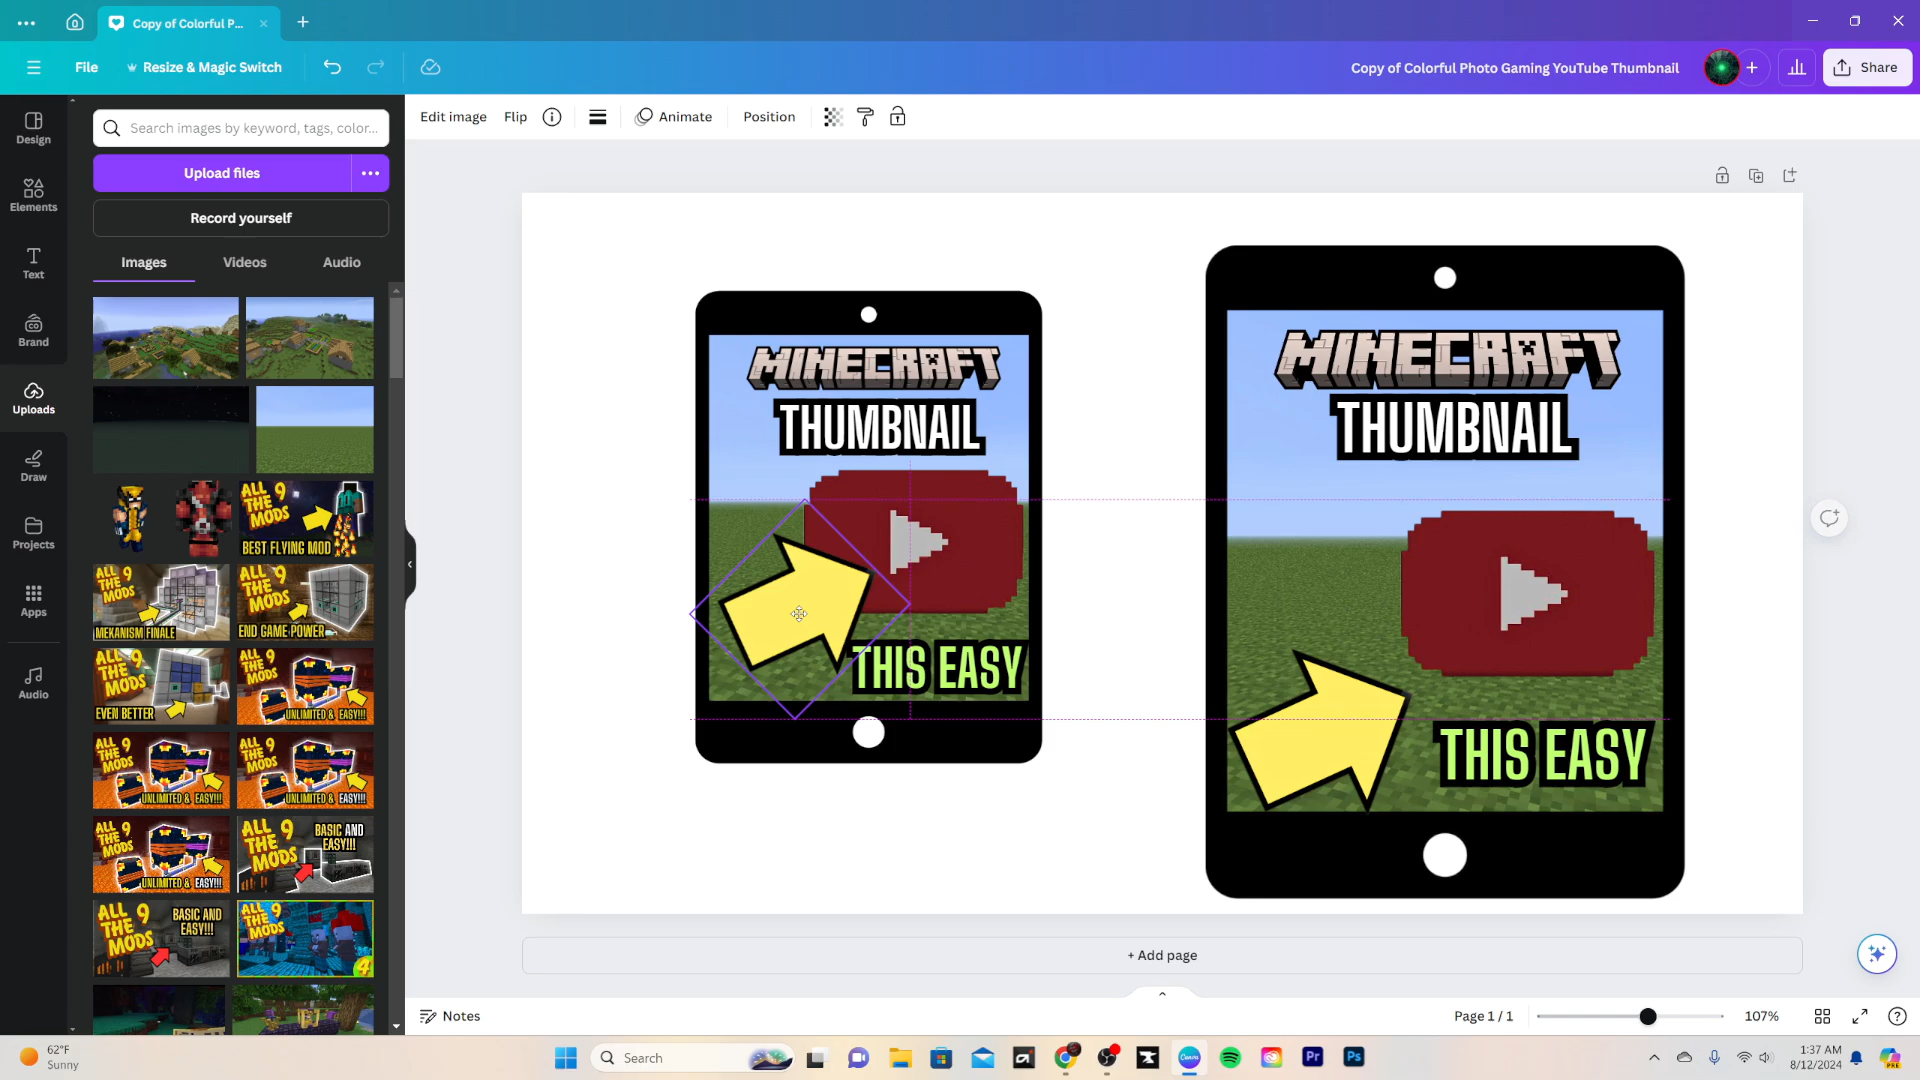 Copy of Colorful P...
File
Resize & Magic Switch
Copy of Colorful Photo Gaming YouTube Thumbnail
Share
Design
Elements
Text
Brand
Uploads
Draw
Projects
Apps
Audio
Search images by keyword, tags, color...
Upload files
Record yourself
Images
Videos
Audio
ALL THE MODS 9
BEST FLYING MOD
ALL THE MODS 9
MEKANISM FINALE
ALL THE MODS 9
END GAME POWER
ALL THE MODS 9
EVEN BETTER
ALL THE MODS 9
UNLIMITED & EASY!!!
ALL THE MODS 9
UNLIMITED & EASY!!!
ALL THE MODS 9
UNLIMITED & EASY!!!
ALL THE MODS 9
UNLIMITED & EASY!!!
ALL THE MODS 9
BASIC AND EASY!!!
ALL THE MODS 9
BASIC AND EASY!!!
ALL THE MODS 9
4
Edit image
Flip
Animate
Position
MINECRAFT
THUMBNAIL
THIS EASY
MINECRAFT
THUMBNAIL
THIS EASY
+ Add page
Notes
Page 1 / 1
107%
62°F
Sunny
Search
Canva
Pr
Ps
1:37 AM
8/12/2024
PRE